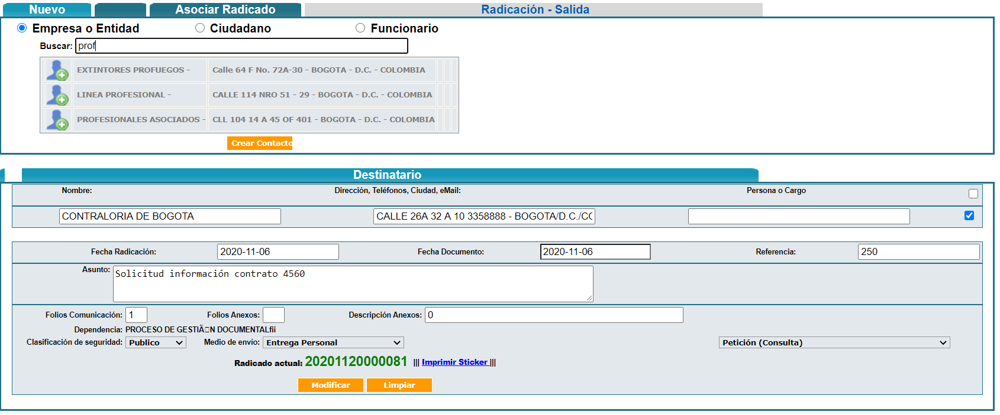 Nuevo Asociar Radicado Radicación - Salida
Empresa o Entidad Ciudadano Funcionario
Buscar: prof
EXTINTORES PROFUEGOS - Calle 64 F No. 72A-30 - BOGOTA - D.C. - COLOMBIA
LINEA PROFESIONAL - CALLE 114 NRO 51 - 29 - BOGOTA - D.C. - COLOMBIA
PROFESIONALES ASOCIADOS - CLL 104 14 A 45 OF 401 - BOGOTA - D.C. - COLOMBIA
Crear Contacto
Destinatario
Nombre: Dirección, Teléfonos, Ciudad, eMail: Persona o Cargo
CONTRALORIA DE BOGOTA CALLE 26A 32 A 10 3358888 - BOGOTA/D.C./CO
Fecha Radicación: 2020-11-06 Fecha Documento: 2020-11-06 Referencia: 250
Asunto: Solicitud información contrato 4560
Folios Comunicación: 1 Folios Anexos: Descripción Anexos: 0
Dependencia: PROCESO DE GESTIÃ□N DOCUMENTALfii
Clasificación de seguridad: Publico Medio de envío: Entrega Personal Petición (Consulta)
Radicado actual: 20201120000081 ||| Imprimir Sticker |||
Modificar Limpiar